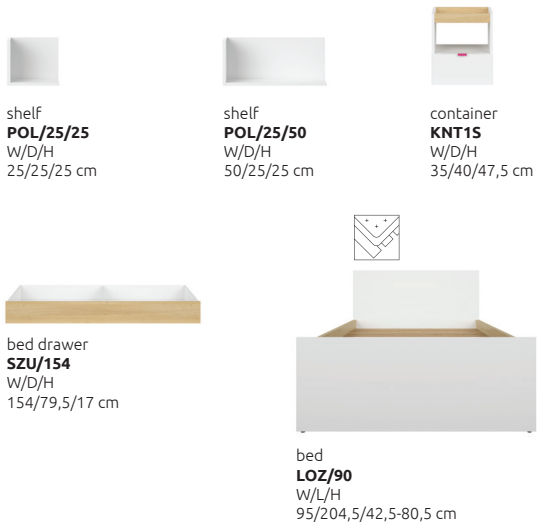 shelf
POL/25/25
W/D/H
25/25/25 cm
shelf
POL/25/50
W/D/H
50/25/25 cm
container
KNT1S
W/D/H
35/40/47,5 cm
bed drawer
SZU/154
W/D/H
154/79,5/17 cm
bed
LOZ/90
W/L/H
95/204,5/42,5-80,5 cm